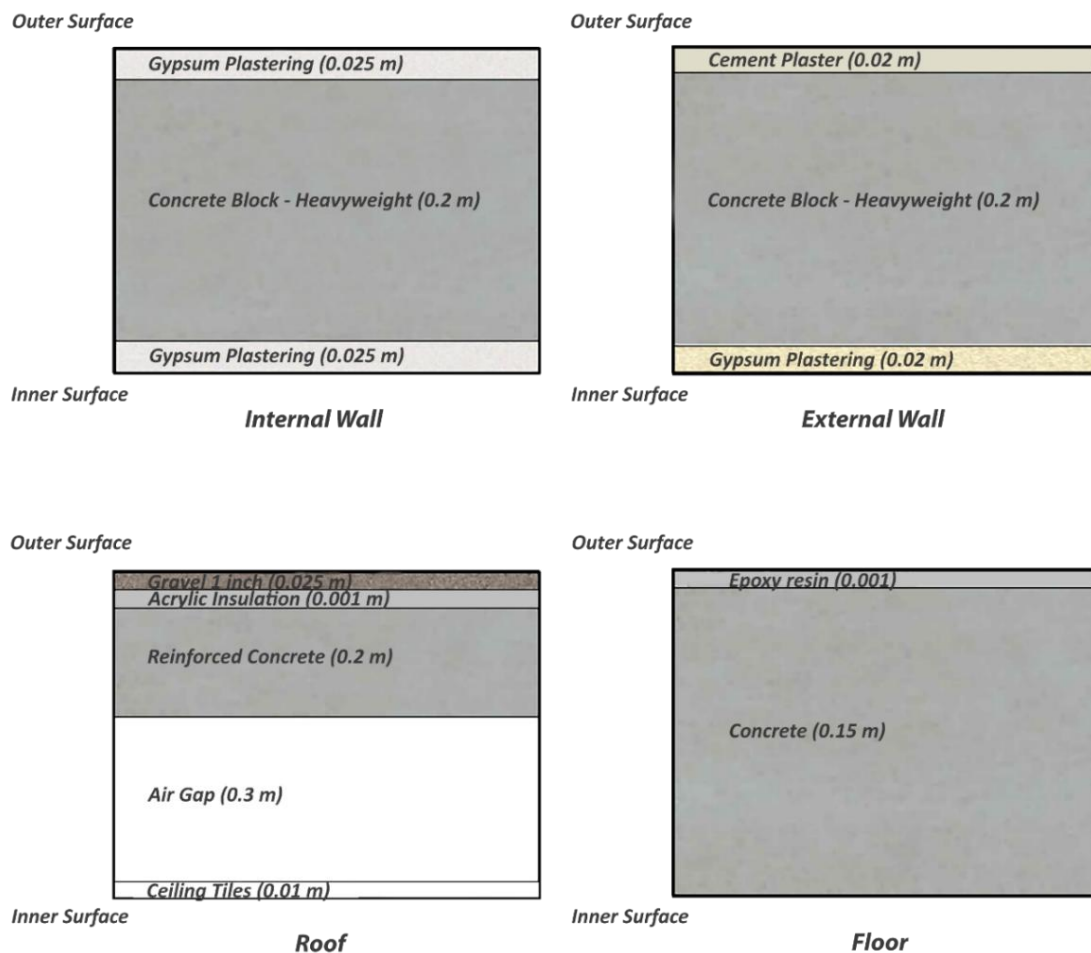 Outer Surface
Gypsum Plastering (0.025 m)
Concrete Block - Heavyweight (0.2 m)
Gypsum Plastering (0.025 m)
Inner Surface
Internal Wall
Outer Surface
Cement Plaster (0.02 m)
Concrete Block - Heavyweight (0.2 m)
Gypsum Plastering (0.02 m)
Inner Surface
External Wall
Outer Surface
Gravel 1 inch (0.025 m)
Acrylic Insulation (0.001 m)
Reinforced Concrete (0.2 m)
Air Gap (0.3 m)
Ceiling Tiles (0.01 m)
Inner Surface
Roof
Outer Surface
Epoxy resin (0.001)
Concrete (0.15 m)
Inner Surface
Floor